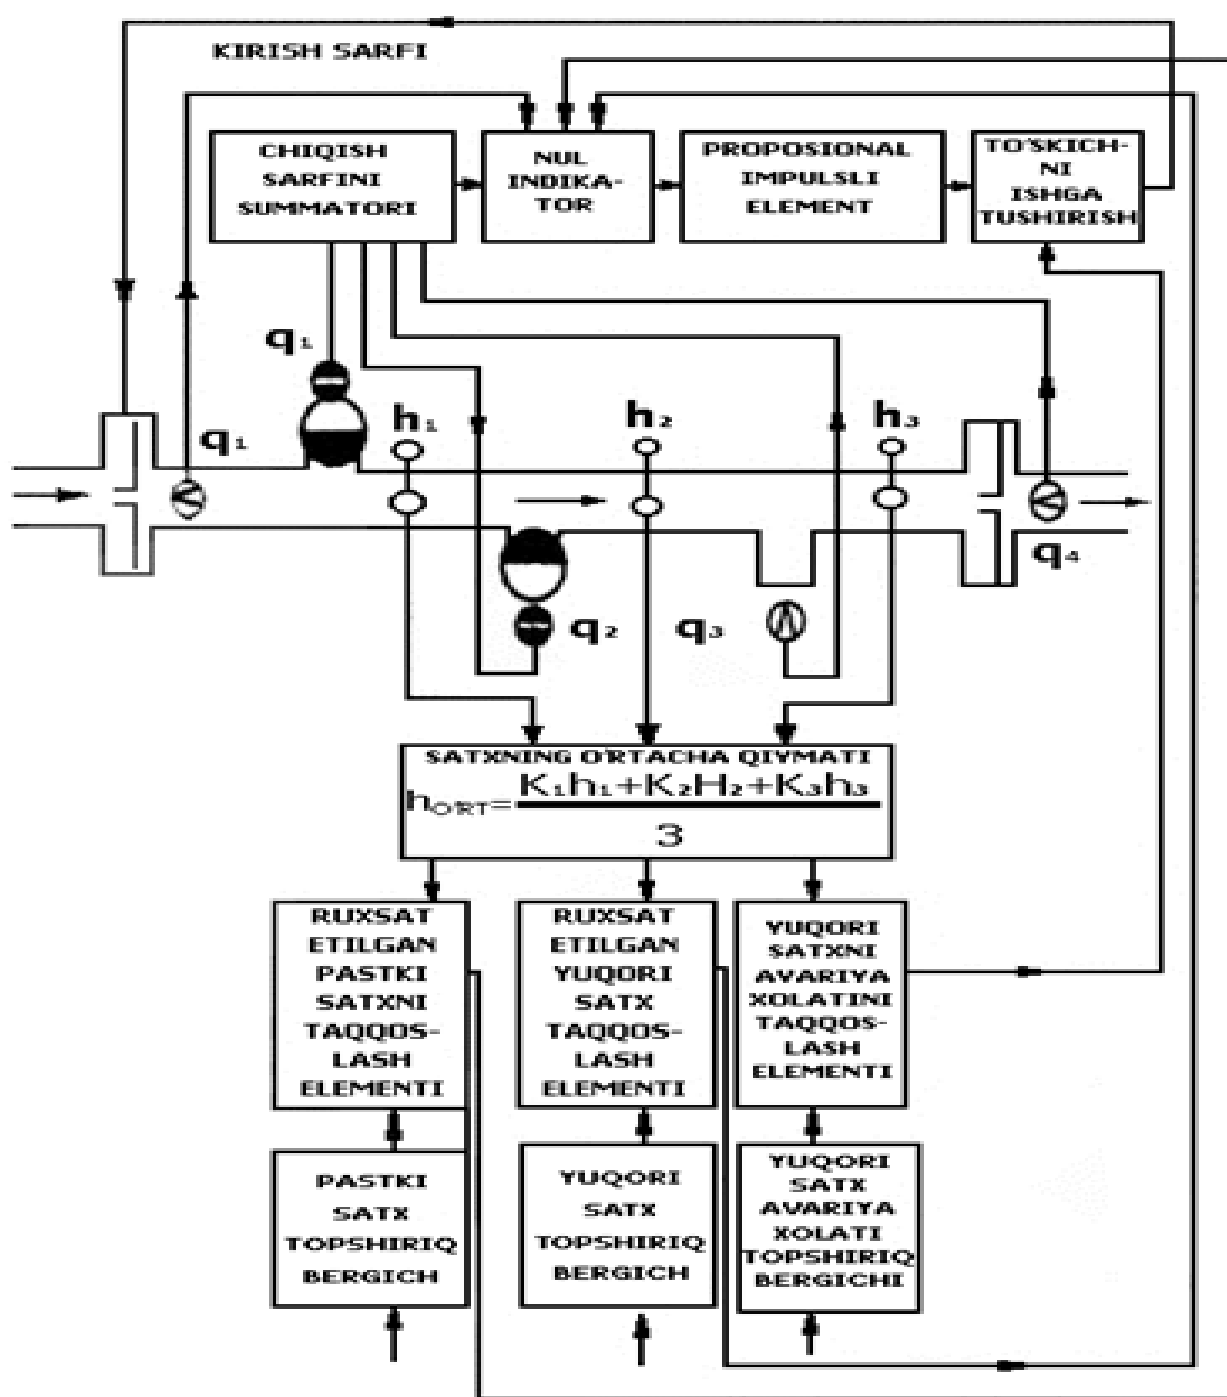 KIRISH SARFI
CHIQISH
SARFINI
SUMMATORI
NUL
INDIKA-
TOR
PROPOSIONAL
IMPULSLI
ELEMENT
TO'SKICH-
NI
ISHGA
TUSHIRISH
q₁
q₁
h₁
h₂
h₃
q₂
q₃
q₄
SATXNING O'RTACHA QIYMATI
h_O'RT = K₁h₁+K₂H₂+K₃h₃
3
RUXSAT
ETILGAN
PASTKI
SATXNI
TAQQOS-
LASH
ELEMENTI
RUXSAT
ETILGAN
YUQORI
SATX
TAQQOS-
LASH
ELEMENTI
YUQORI
SATXNI
AVARIYA
XOLATINI
TAQQOS-
LASH
ELEMENTI
PASTKI
SATX
TOPSHIRIQ
BERGICH
YUQORI
SATX
TOPSHIRIQ
BERGICH
YUQORI
SATX
AVARIYA
XOLATI
TOPSHIRIQ
BERGICHI